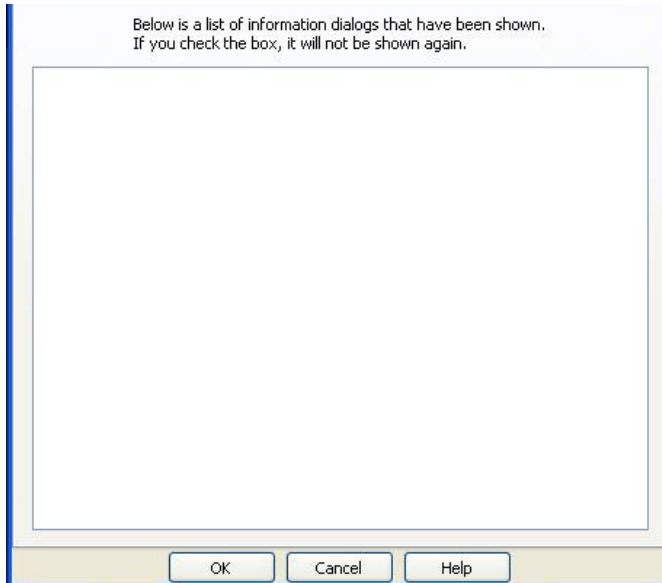 Below is a list of information dialogs that have been shown.
If you check the box, it will not be shown again.
OK Cancel Help